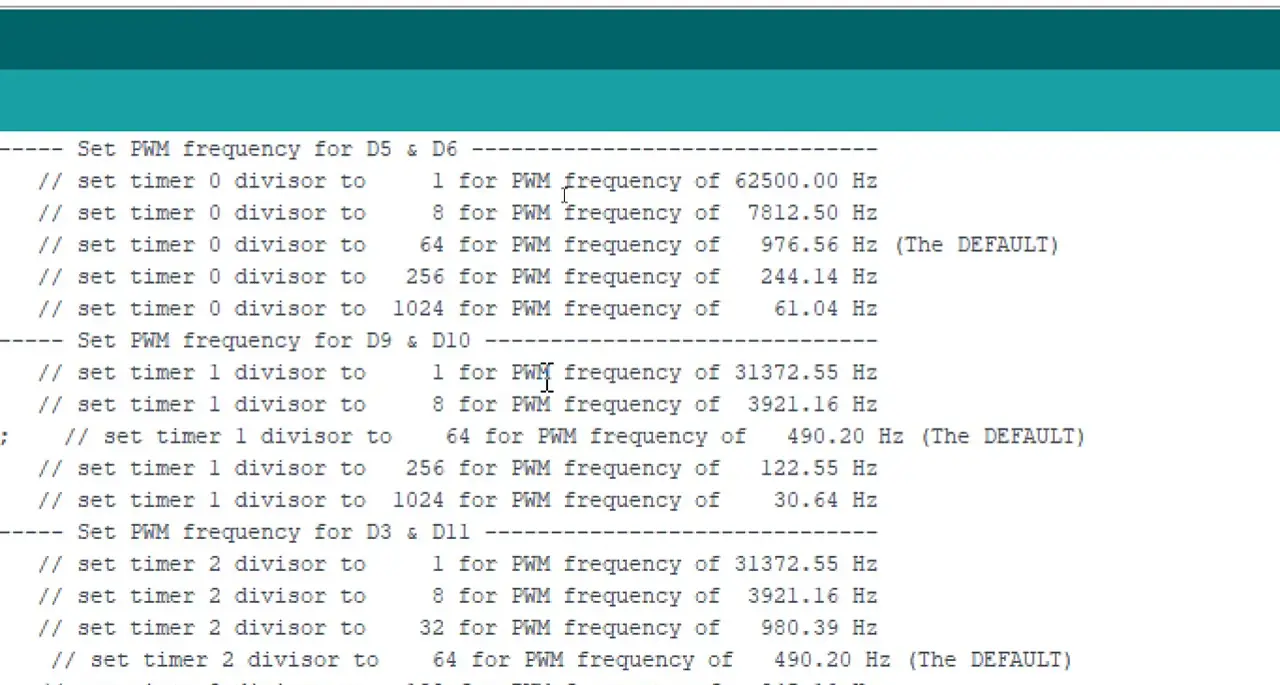 ----- Set PWM frequency for D5 & D6 -------------------------------
// set timer 0 divisor to     1 for PWM frequency of 62500.00 Hz
// set timer 0 divisor to     8 for PWM frequency of  7812.50 Hz
// set timer 0 divisor to    64 for PWM frequency of   976.56 Hz (The DEFAULT)
// set timer 0 divisor to   256 for PWM frequency of   244.14 Hz
// set timer 0 divisor to  1024 for PWM frequency of    61.04 Hz
----- Set PWM frequency for D9 & D10 ------------------------------
// set timer 1 divisor to     1 for PWM frequency of 31372.55 Hz
// set timer 1 divisor to     8 for PWM frequency of  3921.16 Hz
;    // set timer 1 divisor to    64 for PWM frequency of   490.20 Hz (The DEFAULT)
// set timer 1 divisor to   256 for PWM frequency of   122.55 Hz
// set timer 1 divisor to  1024 for PWM frequency of    30.64 Hz
----- Set PWM frequency for D3 & D11 ------------------------------
// set timer 2 divisor to     1 for PWM frequency of 31372.55 Hz
// set timer 2 divisor to     8 for PWM frequency of  3921.16 Hz
// set timer 2 divisor to    32 for PWM frequency of   980.39 Hz
// set timer 2 divisor to    64 for PWM frequency of   490.20 Hz (The DEFAULT)